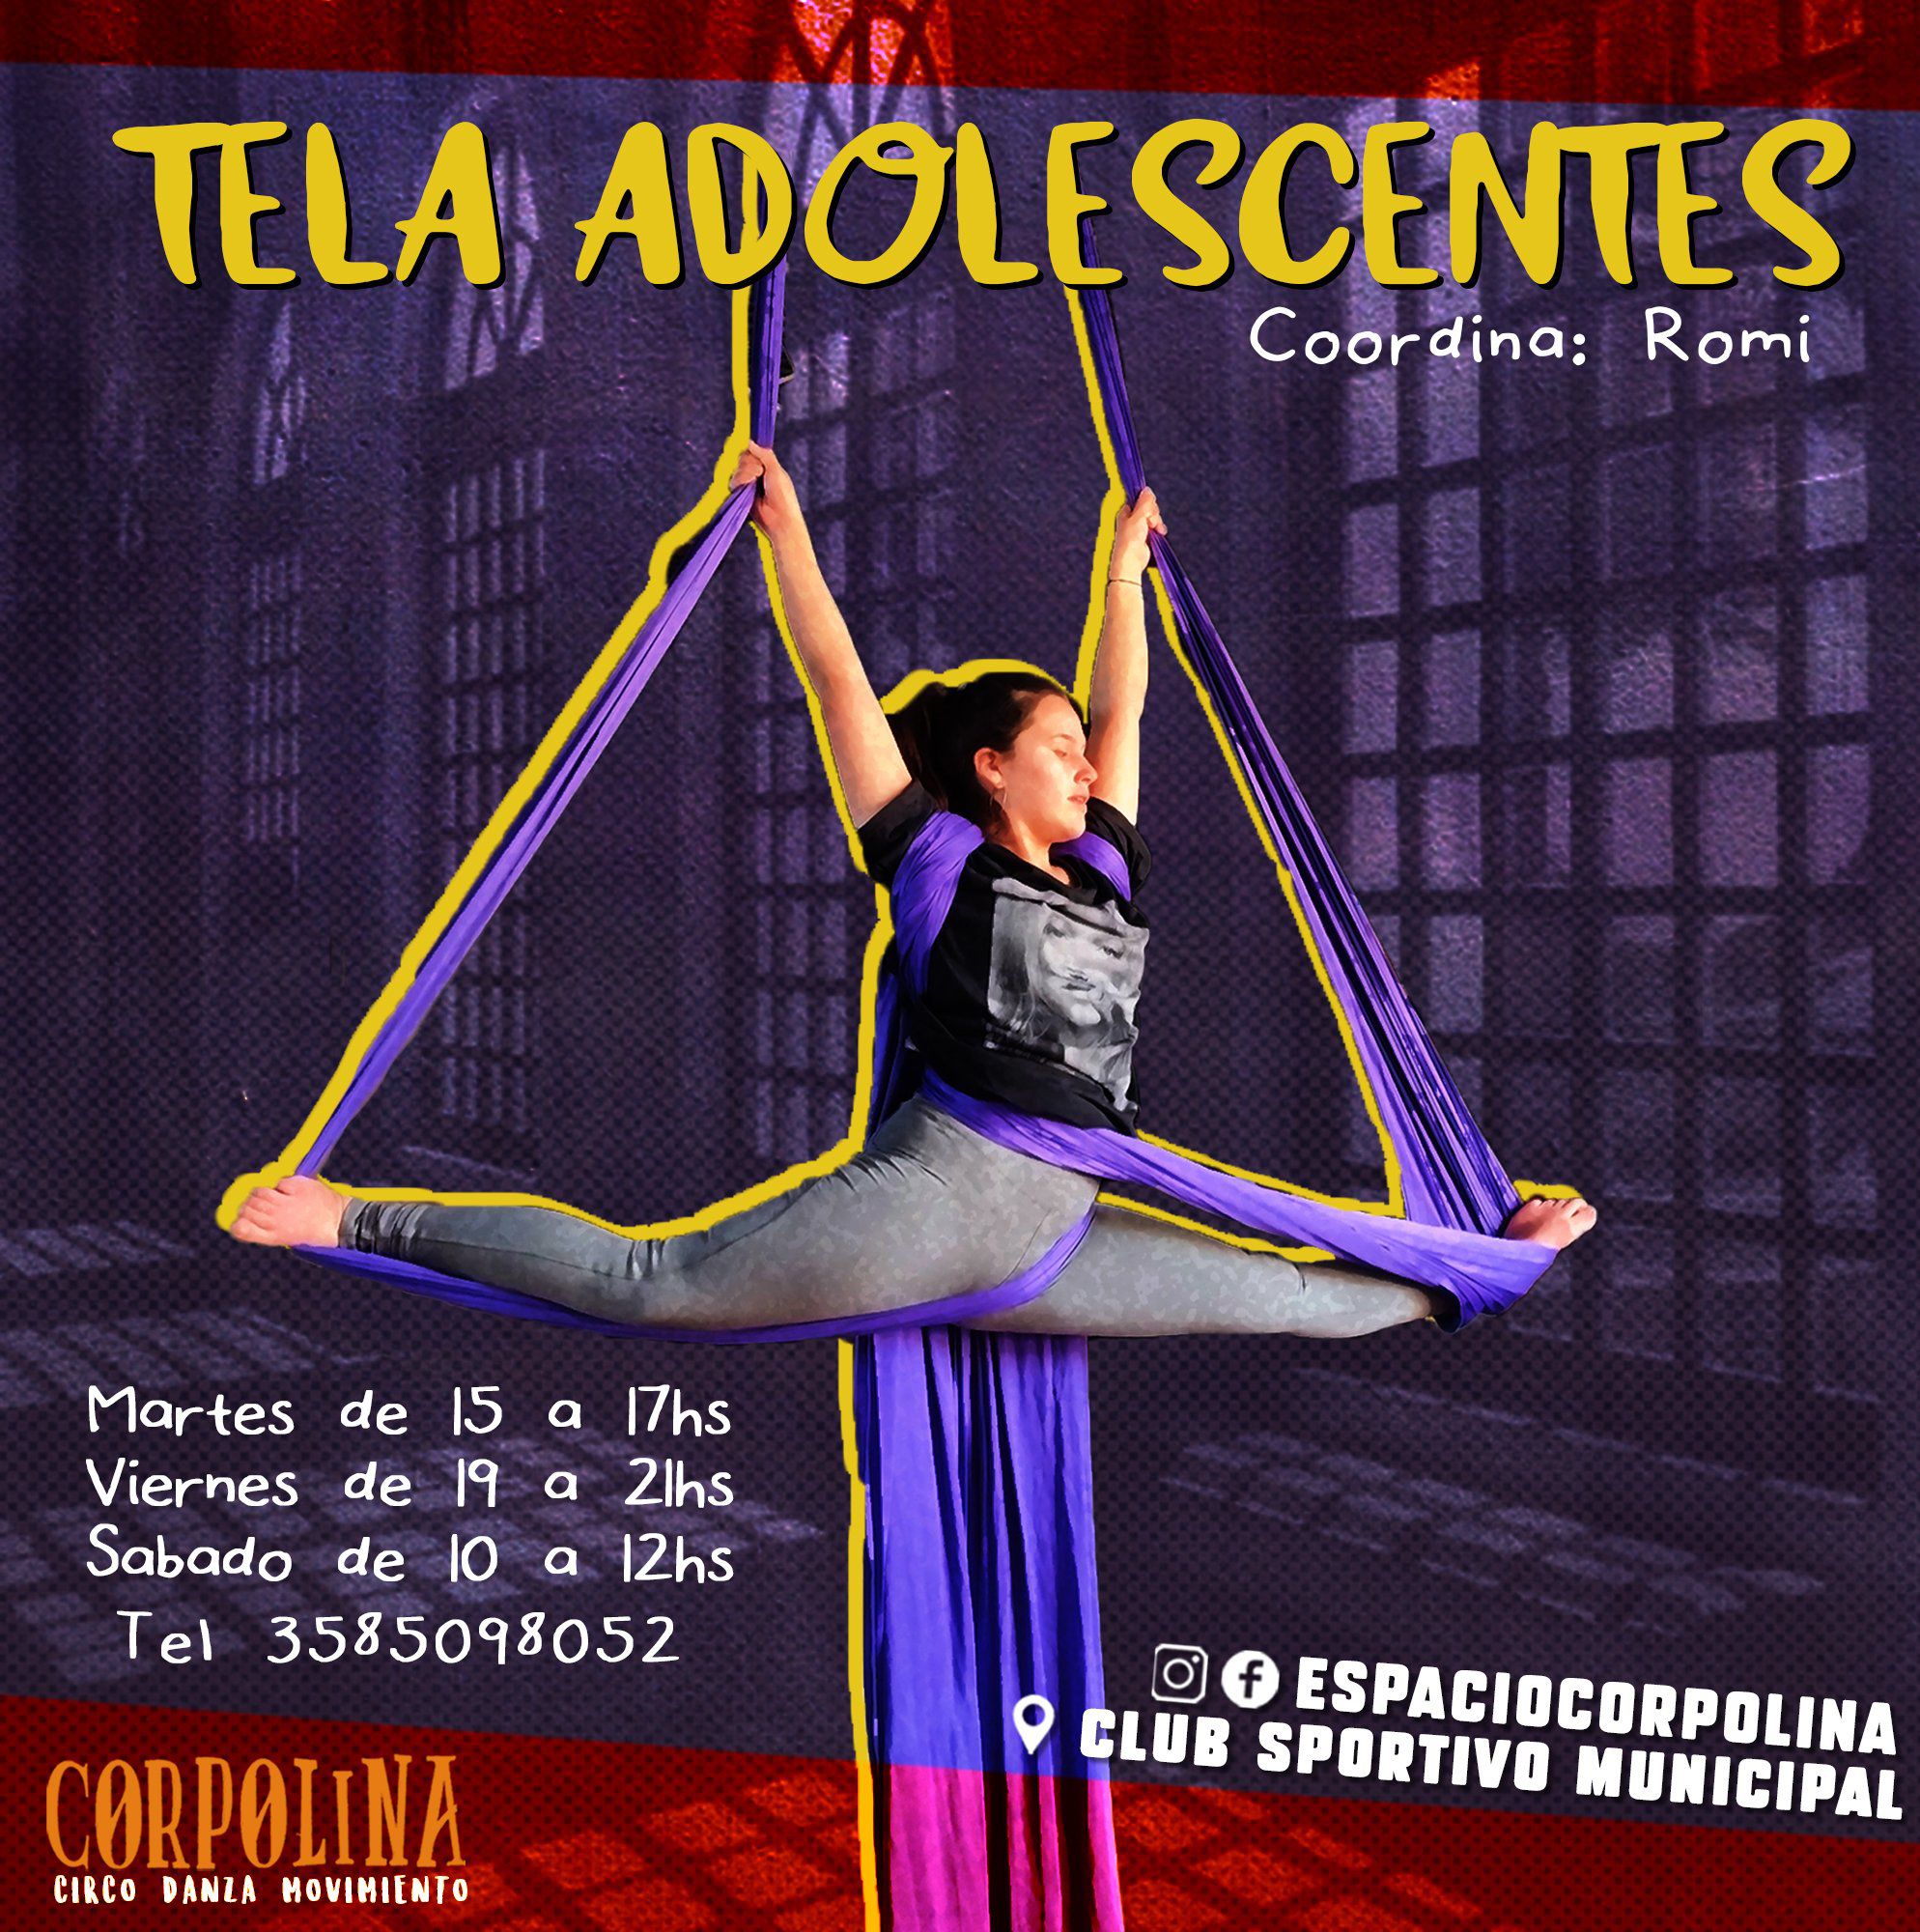 TELA ADOLESCENTES
Coordina: Romi
Martes de 15 a 17hs
Viernes de 19 a 21hs
Sabado de 10 a 12hs
Tel 3585098052
ESPACIOCORPOLINA
CLUB SPORTIVO MUNICIPAL
CORPOLINA
CIRCO DANZA MOVIMIENTO